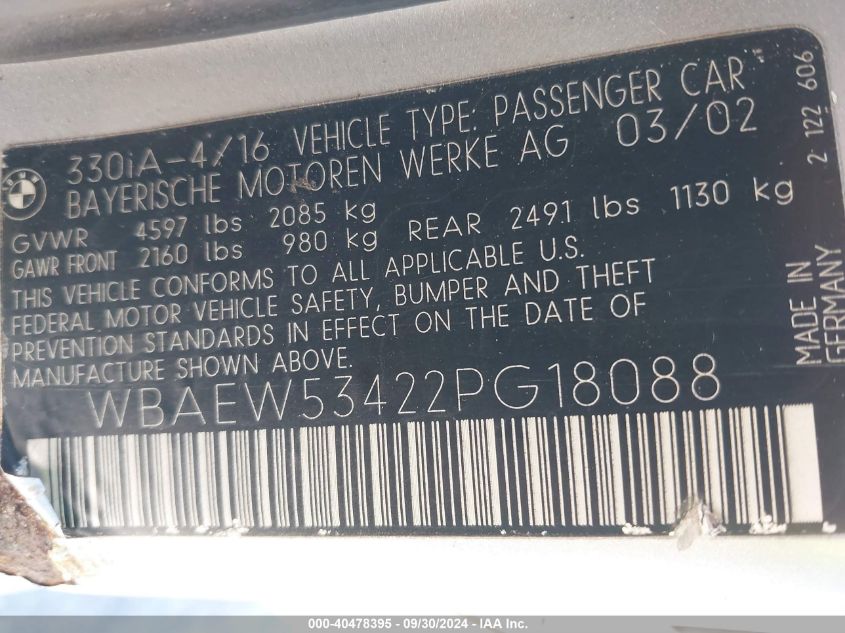 BMW
330iA-4/16 VEHICLE TYPE: PASSENGER CAR
BAYERISCHE MOTOREN WERKE AG 03/02
GVWR 4597 lbs 2085 kg
GAWR FRONT 2160 lbs 980 kg REAR 2491 lbs 1130 kg
THIS VEHICLE CONFORMS TO ALL APPLICABLE U.S.
FEDERAL MOTOR VEHICLE SAFETY, BUMPER AND THEFT
PREVENTION STANDARDS IN EFFECT ON THE DATE OF
MANUFACTURE SHOWN ABOVE.
WBAEW53422PG18088
2 122 606
MADE IN
GERMANY
000-40478395 - 09/30/2024 - IAA Inc.